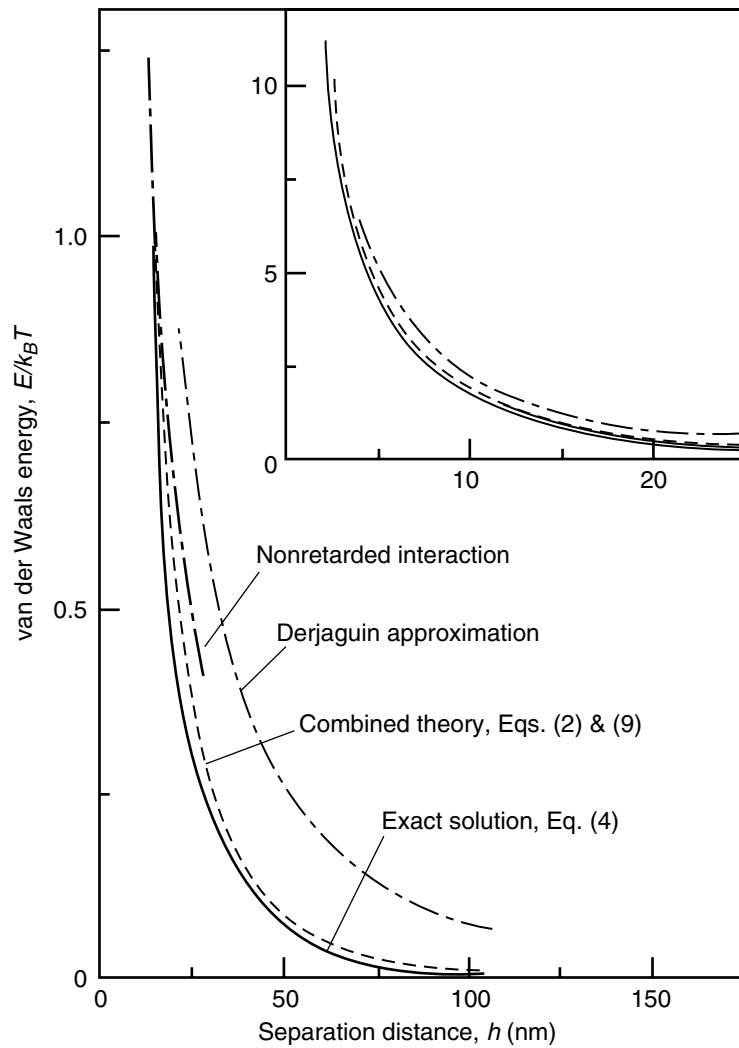 10
5
0
10
20
1.0
van der Waals energy, E/k_BT
Nonretarded interaction
0.5
Derjaguin approximation
Combined theory, Eqs. (2) & (9)
Exact solution, Eq. (4)
0
0
50
100
150
Separation distance, h (nm)